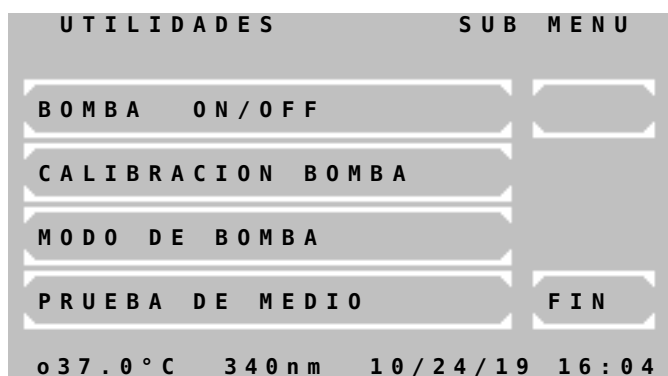 UTILIDADES SUB MENU
BOMBA ON/OFF
CALIBRACION BOMBA
MODO DE BOMBA
PRUEBA DE MEDIO FIN
o37.0°C 340nm 10/24/19 16:04